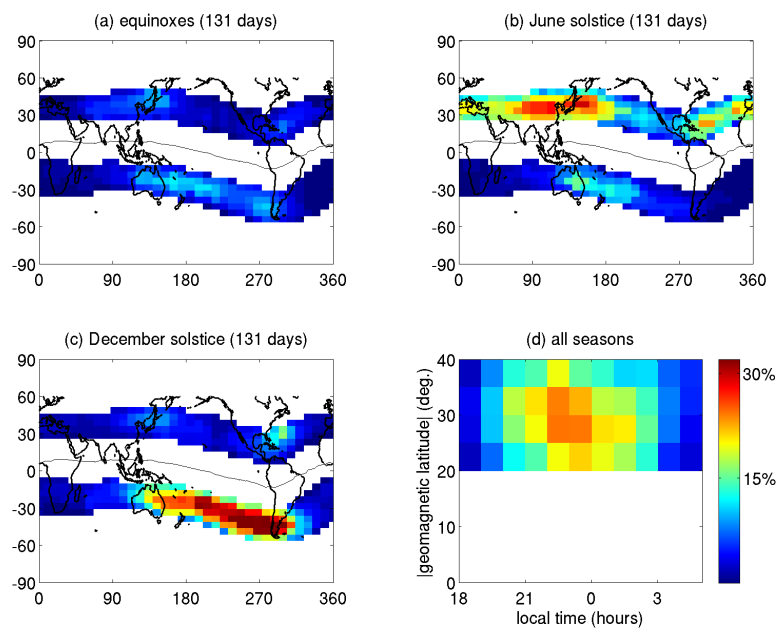 (a) equinoxes (131 days)
90
60
30
0
-30
-60
-90
0 90 180 270 360
(b) June solstice (131 days)
90
60
30
0
-30
-60
-90
0 90 180 270 360
(c) December solstice (131 days)
90
60
30
0
-30
-60
-90
0 90 180 270 360
(d) all seasons
|geomagnetic latitude| (deg.)
40
30
20
10
0
18 21 0 3
local time (hours)
30%
15%